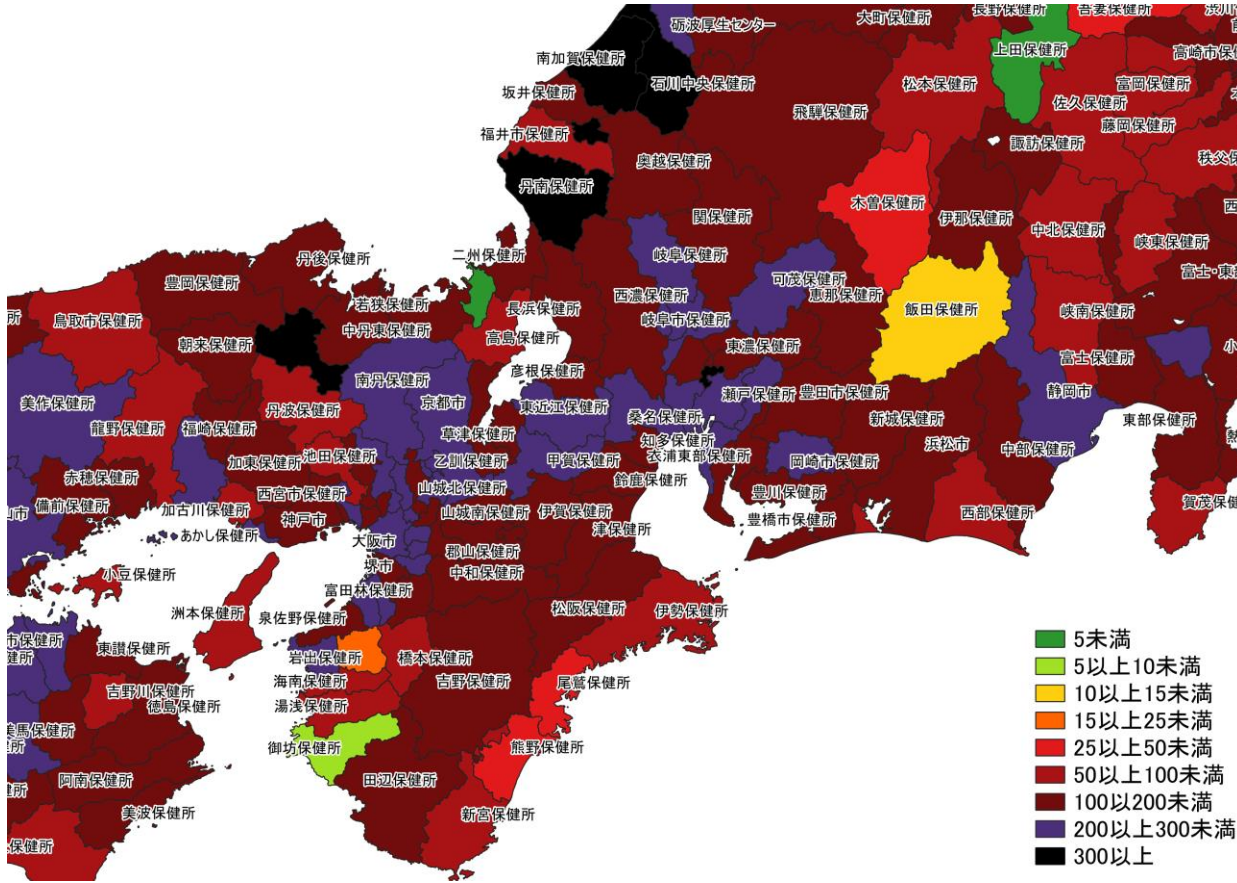 大町保健所
長野保健所
吾妻保健所
渋川
砺波厚生センター
南加賀保健所
上田保健所
高崎市保健
石川中央保健所
松本保健所
富岡保健所
坂井保健所
佐久保健所
飛騨保健所
藤岡保健所
福井市保健所
諏訪保健所
秩父保
奥越保健所
丹南保健所
木曽保健所
西
関保健所
伊那保健所
中北保健所
峡東保健所
二州保健所
岐阜保健所
丹後保健所
富士・東部
豊岡保健所
可茂保健所
西濃保健所
恵那保健所
若狭保健所
長浜保健所
飯田保健所
峡南保健所
所
鳥取市保健所
岐阜市保健所
中丹東保健所
高島保健所
朝来保健所
東濃保健所
小
富士保健所
彦根保健所
南丹保健所
瀬戸保健所
豊田市保健所
静岡市
美作保健所
京都市
東近江保健所
丹波保健所
桑名保健所
新城保健所
東部保健所
龍野保健所
福崎保健所
草津保健所
知多保健所
浜松市
熱
池田保健所
乙訓保健所
甲賀保健所
衣浦東部保健所
中部保健所
加東保健所
岡崎市保健所
赤穂保健所
鈴鹿保健所
山城北保健所
西宮市保健所
豊川保健所
賀茂保健
備前保健所
加古川保健所
山城南保健所
伊賀保健所
西部保健所
山市
神戸市
豊橋市保健所
津保健所
あかし保健所
大阪市
郡山保健所
堺市
中和保健所
小豆保健所
富田林保健所
松阪保健所
伊勢保健所
洲本保健所
泉佐野保健所
市保健所
東讃保健所
岩出保健所
橋本保健所
健所
海南保健所
吉野保健所
尾鷲保健所
吉野川保健所
湯浅保健所
徳島保健所
美馬保健所
御坊保健所
熊野保健所
健所
阿南保健所
田辺保健所
健所
美波保健所
新宮保健所
保健所
5未満
5以上10未満
10以上15未満
15以上25未満
25以上50未満
50以上100未満
100以200未満
200以上300未満
300以上